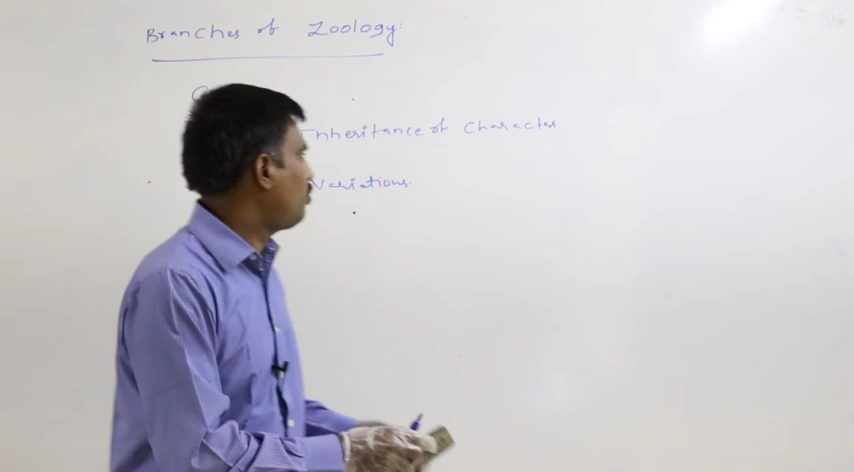 Branches of Zoology:
Inheritance of Character
Variations.